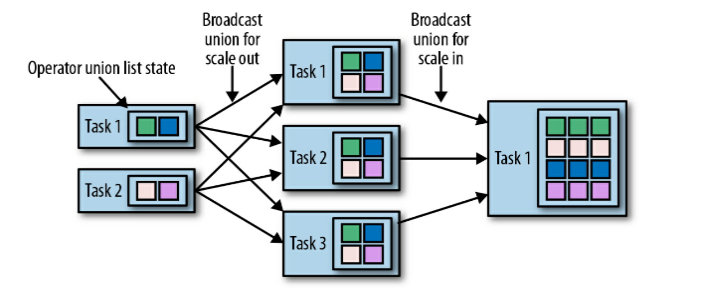 Operator union list state
Broadcast
union for
scale out
Broadcast
union for
scale in
Task 1
Task 2
Task 1
Task 2
Task 3
Task 1